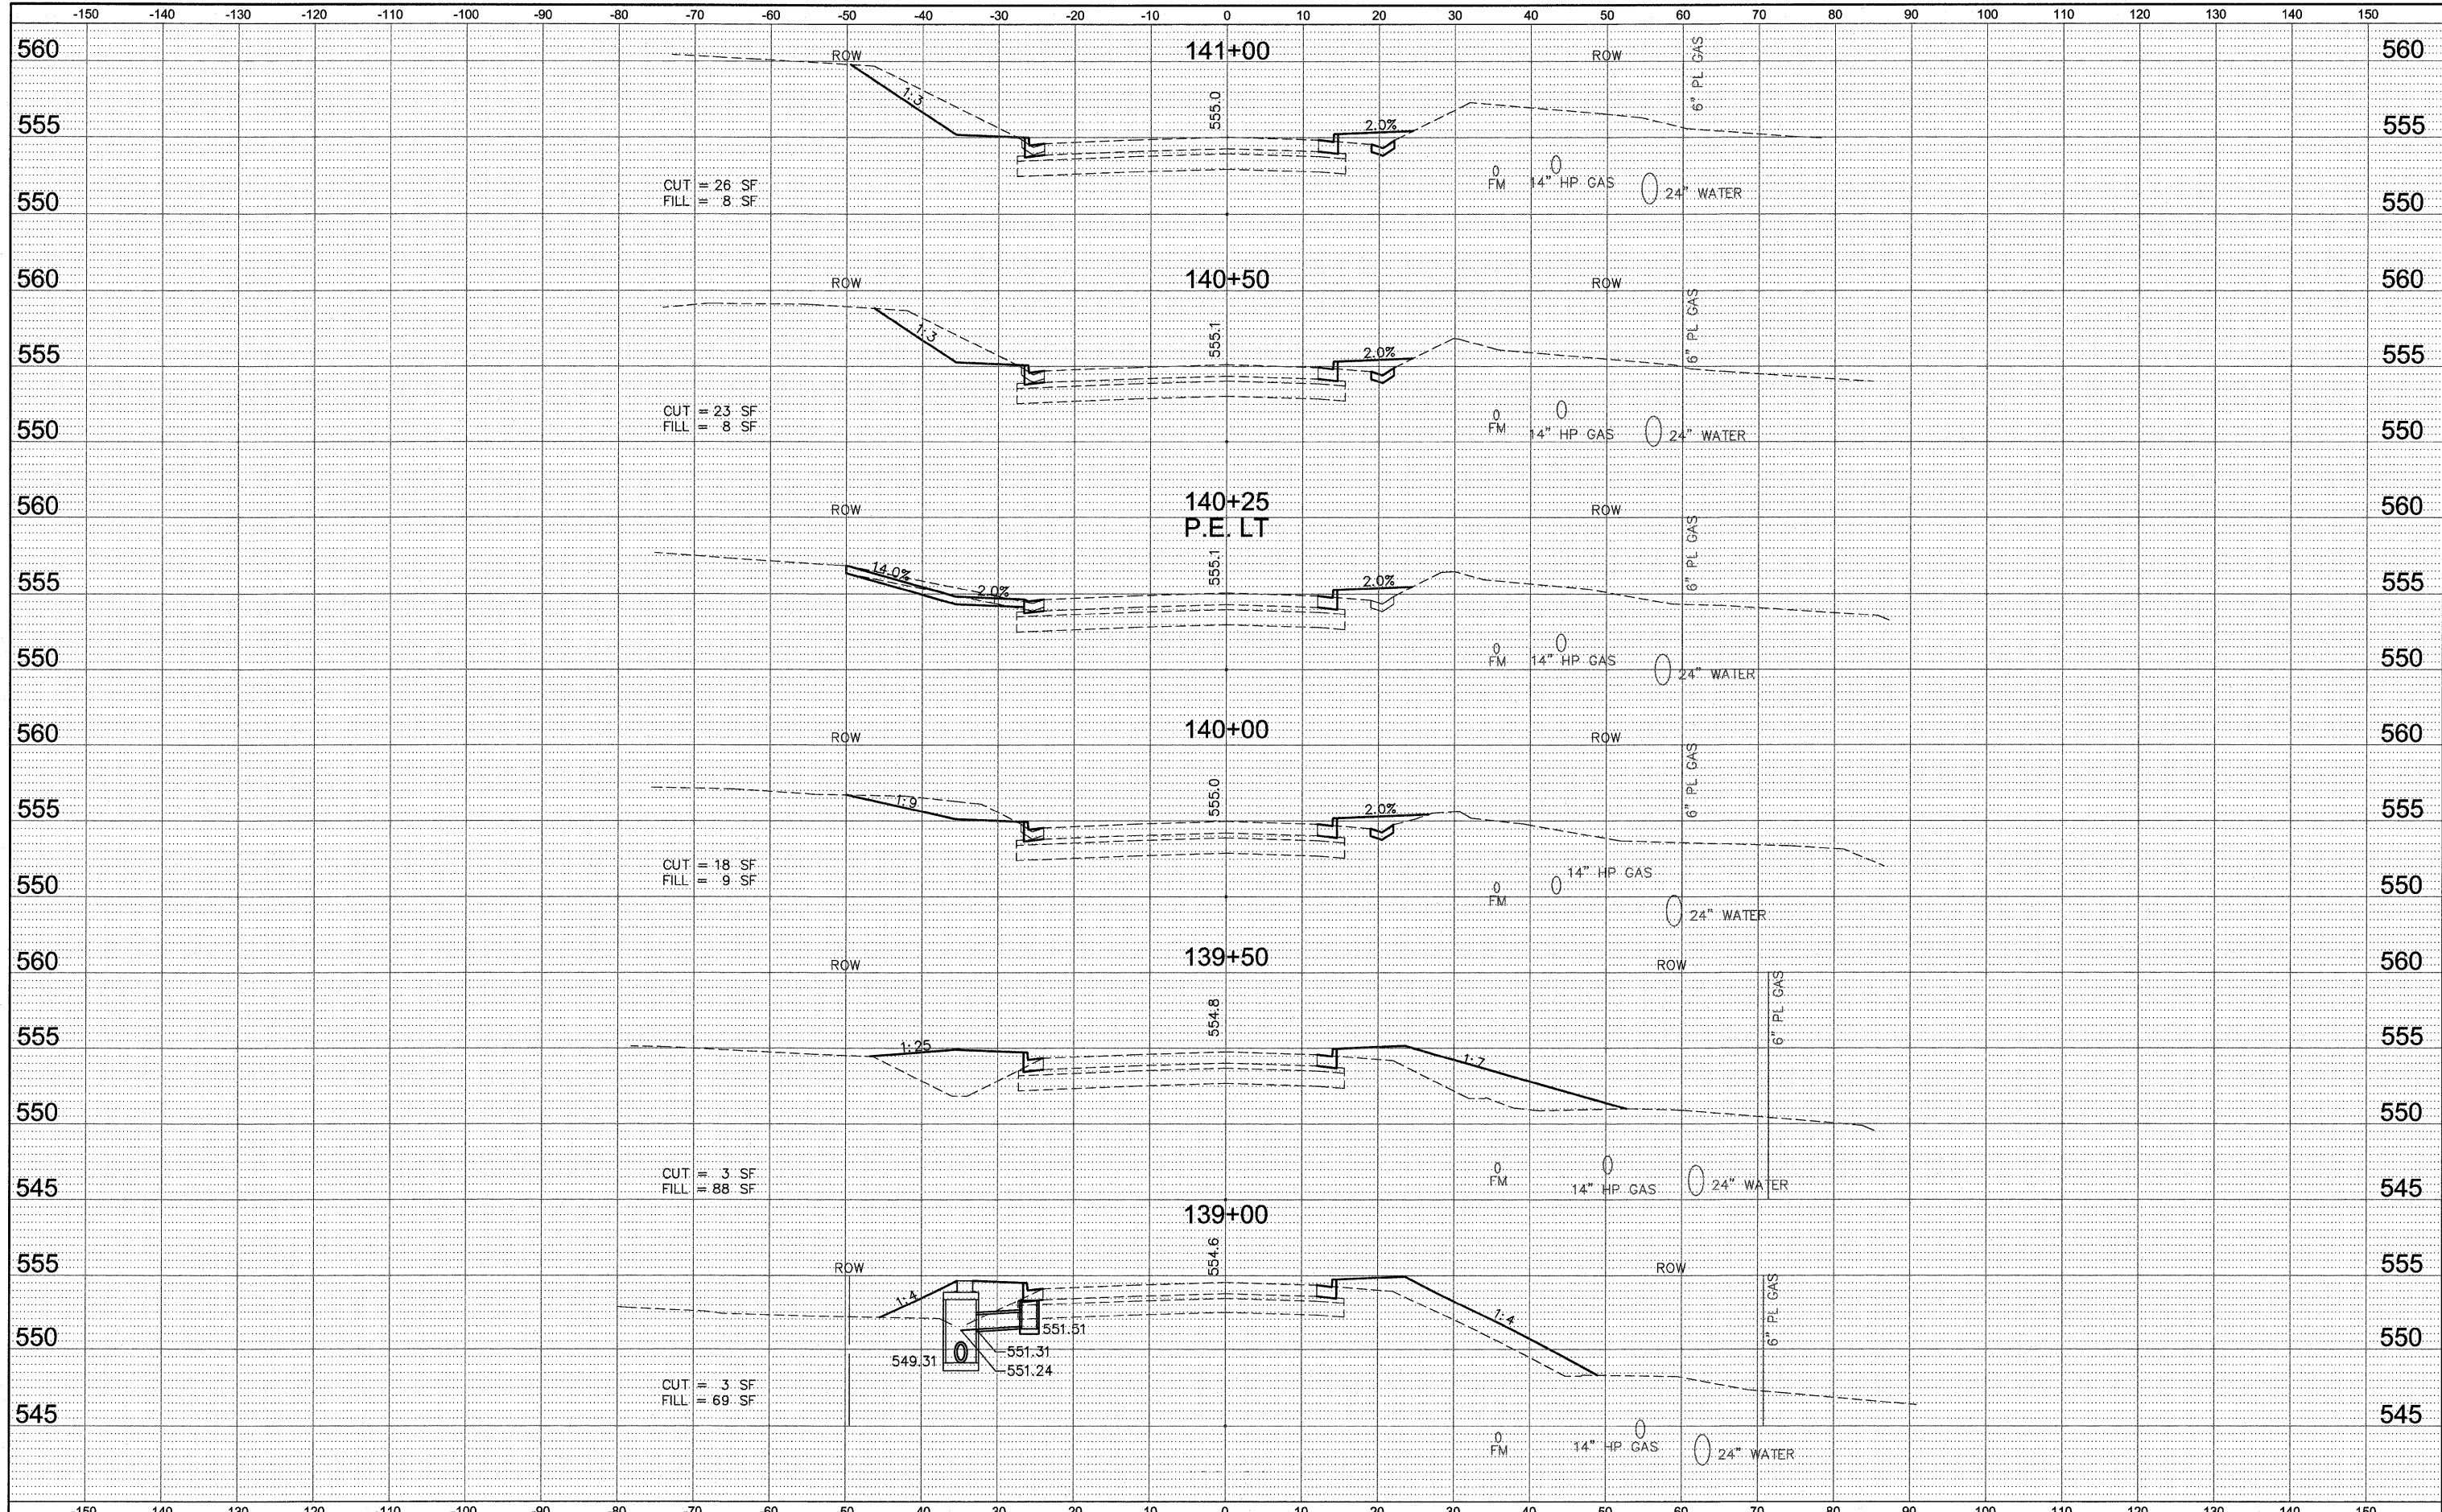 -150 -140 -130 -120 -110 -100 -90 -80 -70 -60 -50 -40 -30 -20 -10 0 10 20 30 40 50 60 70 80 90 100 110 120 130 140 150
560 ROW 141+00 ROW 6" PL GAS 560
1:3
555.0
555 2.0% 555
CUT = 26 SF
FILL = 8 SF
FM 14" HP GAS
24" WATER
550 550
560 ROW 140+50 ROW 560
6" PL GAS
1:3
555.1
555 2.0% 555
CUT = 23 SF
FILL = 8 SF
FM 14" HP GAS 24" WATER
550 550
560 ROW 140+25 ROW 560
P.E. LT
6" PL GAS
555.1
14.0%
2.0%
555 2.0% 555
FM 14" HP GAS
24" WATER
550 550
560 ROW 140+00 ROW 560
6" PL GAS
555.0
1:9
555 2.0% 555
CUT = 18 SF
FILL = 9 SF
14" HP GAS
FM
24" WATER
550 550
560 ROW 139+50 ROW 560
6" PL GAS
554.8
555 1:25 555
1:7
550 550
CUT = 3 SF
FILL = 88 SF
FM
14" HP GAS 24" WATER
545 545
139+00
554.6
555 ROW ROW 555
6" PL GAS
1:4
1:4
551.51
550 550
551.31
549.31
551.24
CUT = 3 SF
FILL = 69 SF
545 545
FM 14" HP GAS 24" WATER
-150 -140 -130 -120 -110 -100 -90 -80 -70 -60 -50 -40 -30 -20 -10 0 10 20 30 40 50 60 70 80 90 100 110 120 130 140 150